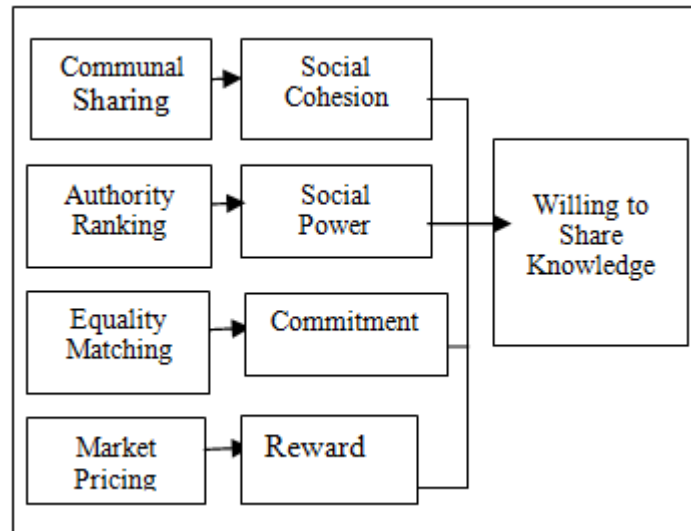 Communal
Sharing
Social
Cohesion
Authority
Ranking
Social
Power
Willing to
Share
Knowledge
Equality
Matching
Commitment
Market
Pricing
Reward